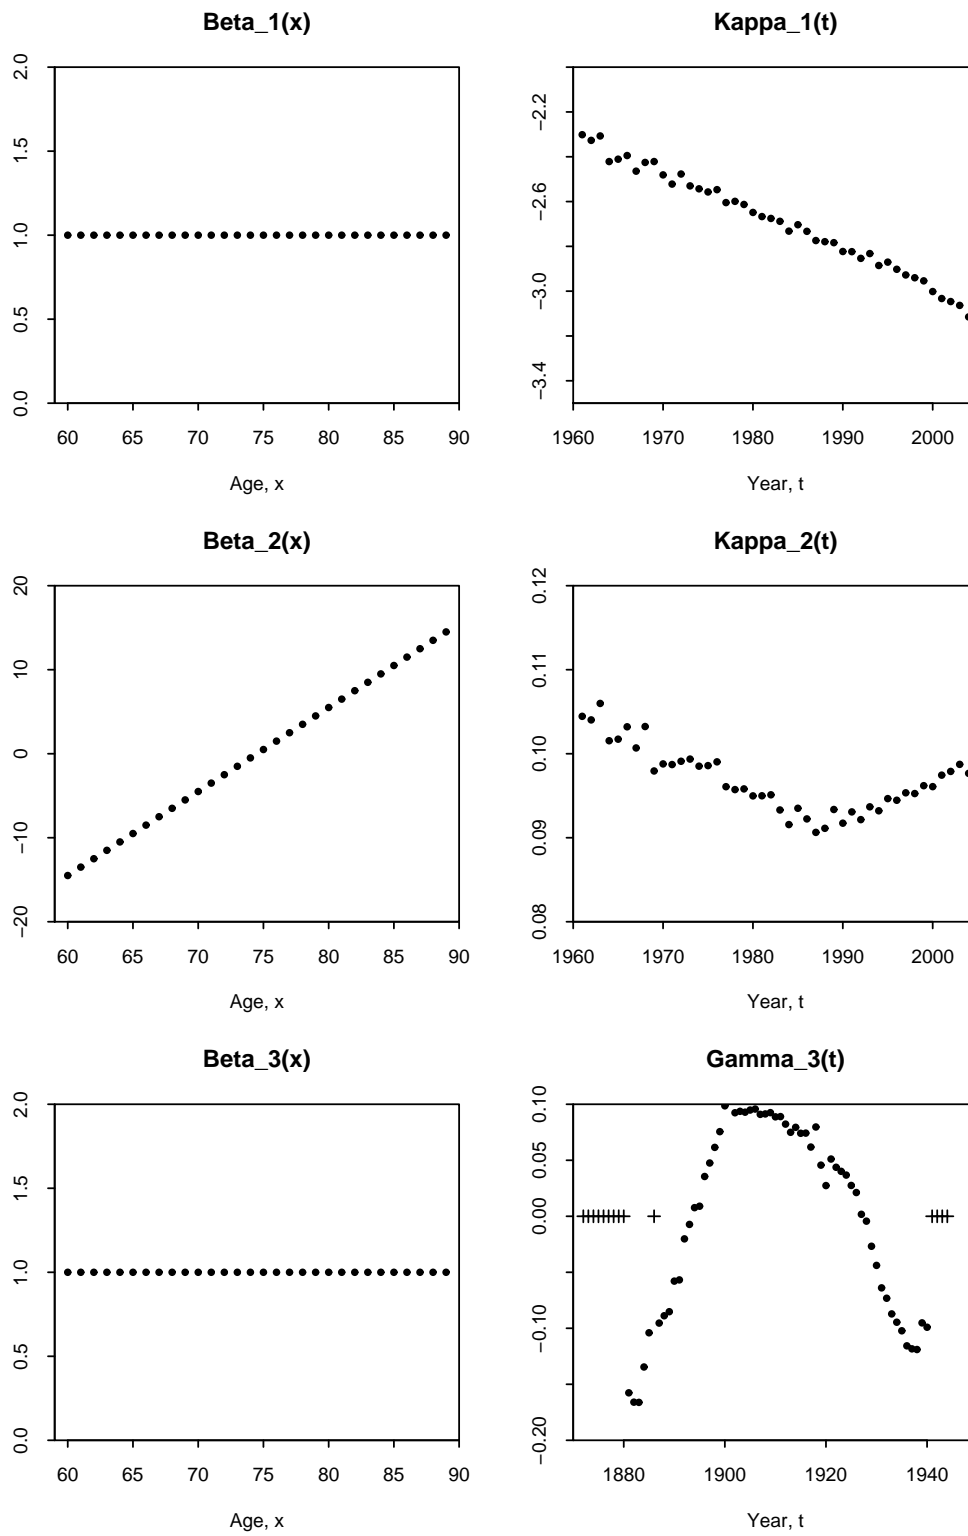 Beta_1(x)
0.0 0.5 1.0 1.5 2.0
60 65 70 75 80 85 90
Age, x
Kappa_1(t)
−3.4 −3.0 −2.6 −2.2
1960 1970 1980 1990 2000
Year, t
Beta_2(x)
−20 −10 0 10 20
60 65 70 75 80 85 90
Age, x
Kappa_2(t)
0.08 0.09 0.10 0.11 0.12
1960 1970 1980 1990 2000
Year, t
Beta_3(x)
0.0 0.5 1.0 1.5 2.0
60 65 70 75 80 85 90
Age, x
Gamma_3(t)
−0.20 −0.10 0.00 0.05 0.10
1880 1900 1920 1940
Year, t